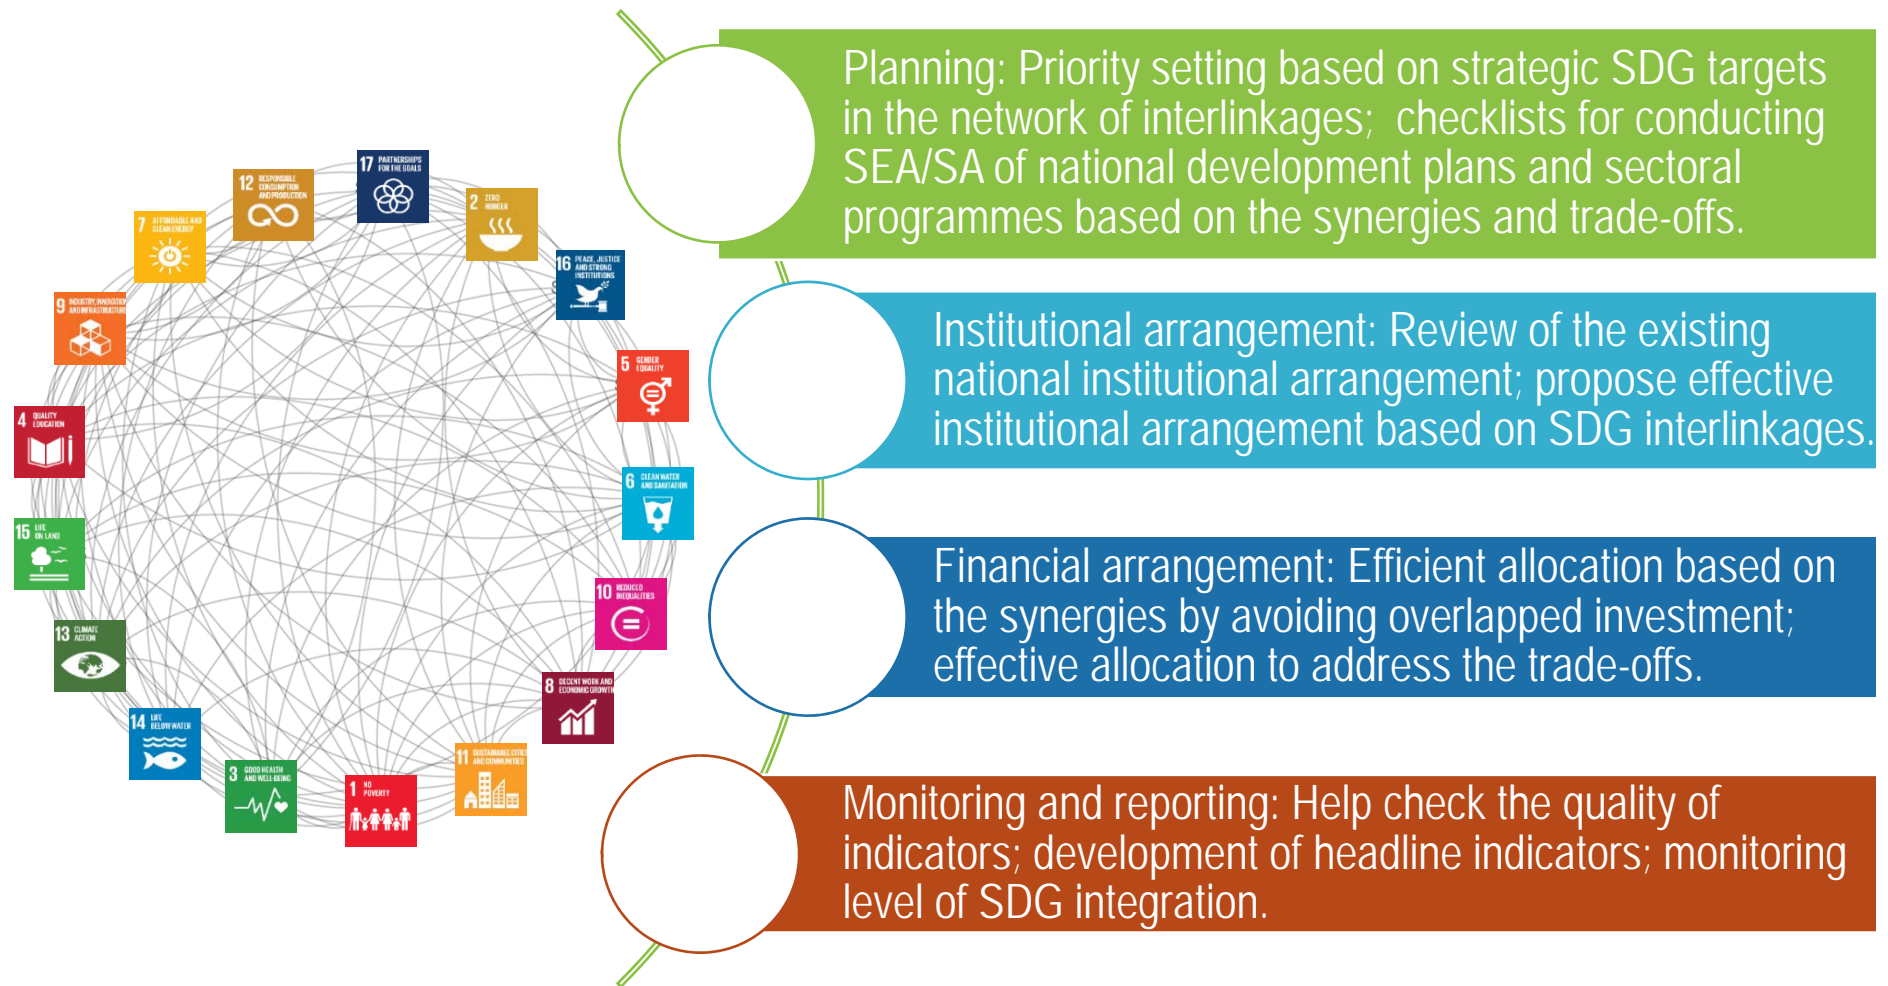 17 PARTNERSHIPS
FOR THE GOALS
12 RESPONSIBLE
CONSUMPTION
AND PRODUCTION
2 ZERO
HUNGER
7 AFFORDABLE AND
CLEAN ENERGY
16 PEACE, JUSTICE
AND STRONG
INSTITUTIONS
9 INDUSTRY, INNOVATION
AND INFRASTRUCTURE
5 GENDER
EQUALITY
4 QUALITY
EDUCATION
6 CLEAN WATER
AND SANITATION
15 LIFE
ON LAND
10 REDUCED
INEQUALITIES
13 CLIMATE
ACTION
8 DECENT WORK AND
ECONOMIC GROWTH
14 LIFE
BELOW WATER
11 SUSTAINABLE CITIES
AND COMMUNITIES
3 GOOD HEALTH
AND WELL-BEING
1 NO
POVERTY
Planning: Priority setting based on strategic SDG targets
in the network of interlinkages; checklists for conducting
SEA/SA of national development plans and sectoral
programmes based on the synergies and trade-offs.
Institutional arrangement: Review of the existing
national institutional arrangement; propose effective
institutional arrangement based on SDG interlinkages.
Financial arrangement: Efficient allocation based on
the synergies by avoiding overlapped investment;
effective allocation to address the trade-offs.
Monitoring and reporting: Help check the quality of
indicators; development of headline indicators; monitoring
level of SDG integration.